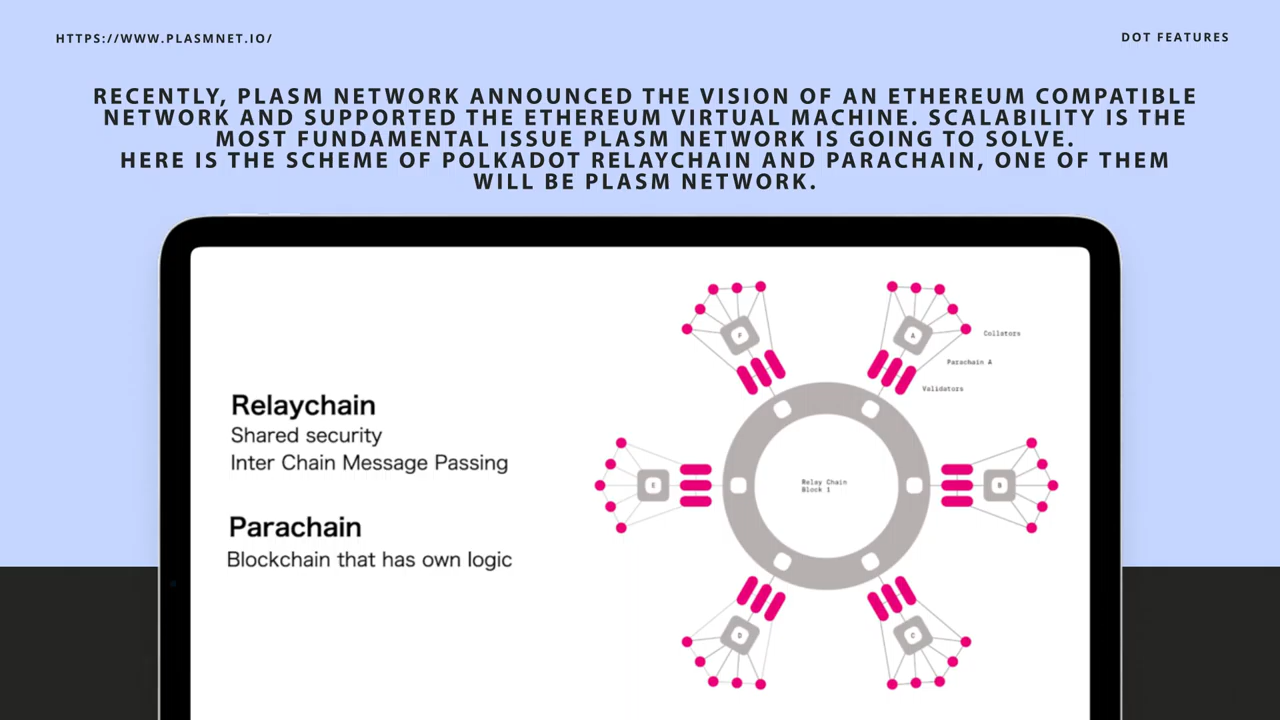 HTTPS://WWW.PLASMNET.IO/
DOT FEATURES
RECENTLY, PLASM NETWORK ANNOUNCED THE VISION OF AN ETHEREUM COMPATIBLE
NETWORK AND SUPPORTED THE ETHEREUM VIRTUAL MACHINE. SCALABILITY IS THE
MOST FUNDAMENTAL ISSUE PLASM NETWORK IS GOING TO SOLVE.
HERE IS THE SCHEME OF POLKADOT RELAYCHAIN AND PARACHAIN, ONE OF THEM
WILL BE PLASM NETWORK.
Relaychain
Shared security
Inter Chain Message Passing
Parachain
Blockchain that has own logic
F
A
Collators
Parachain A
Validators
E
Relay Chain
Block 1
B
D
C